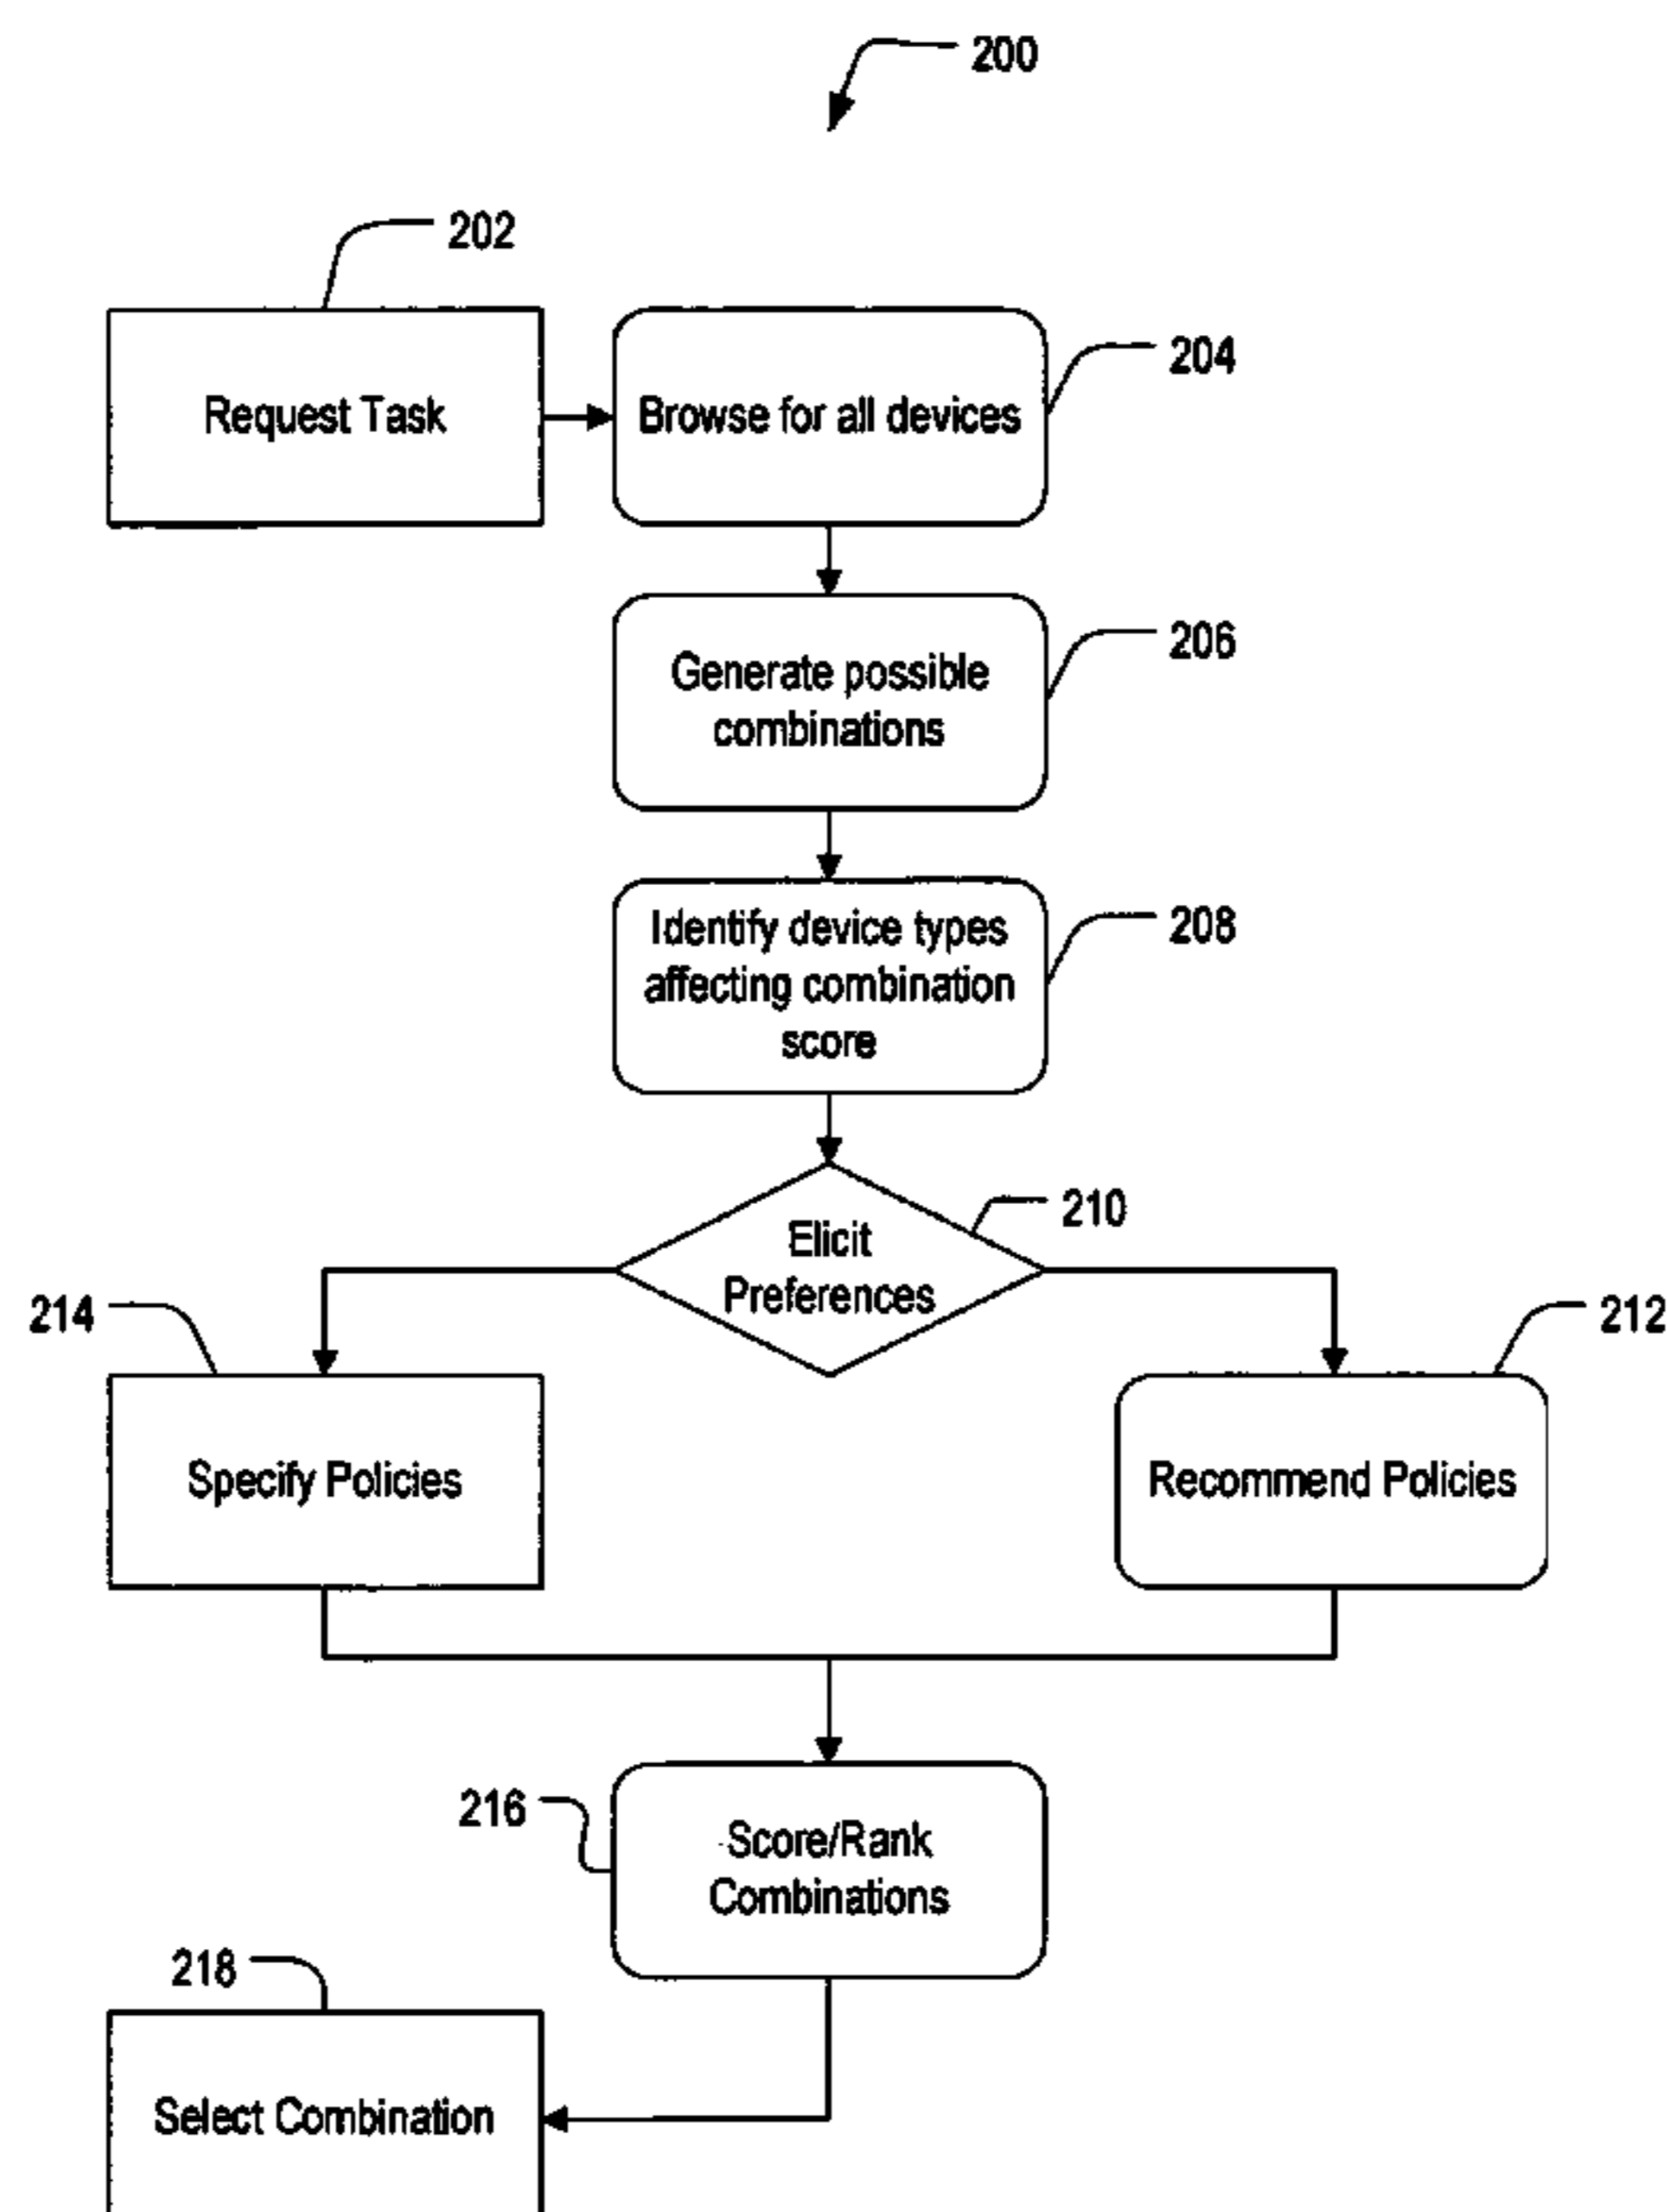 200
202
Request Task
Browse for all devices
204
Generate possible
combinations
206
Identify device types
affecting combination
score
208
Elicit
Preferences
210
214
212
Specify Policies
Recommend Policies
216
Score/Rank
Combinations
218
Select Combination